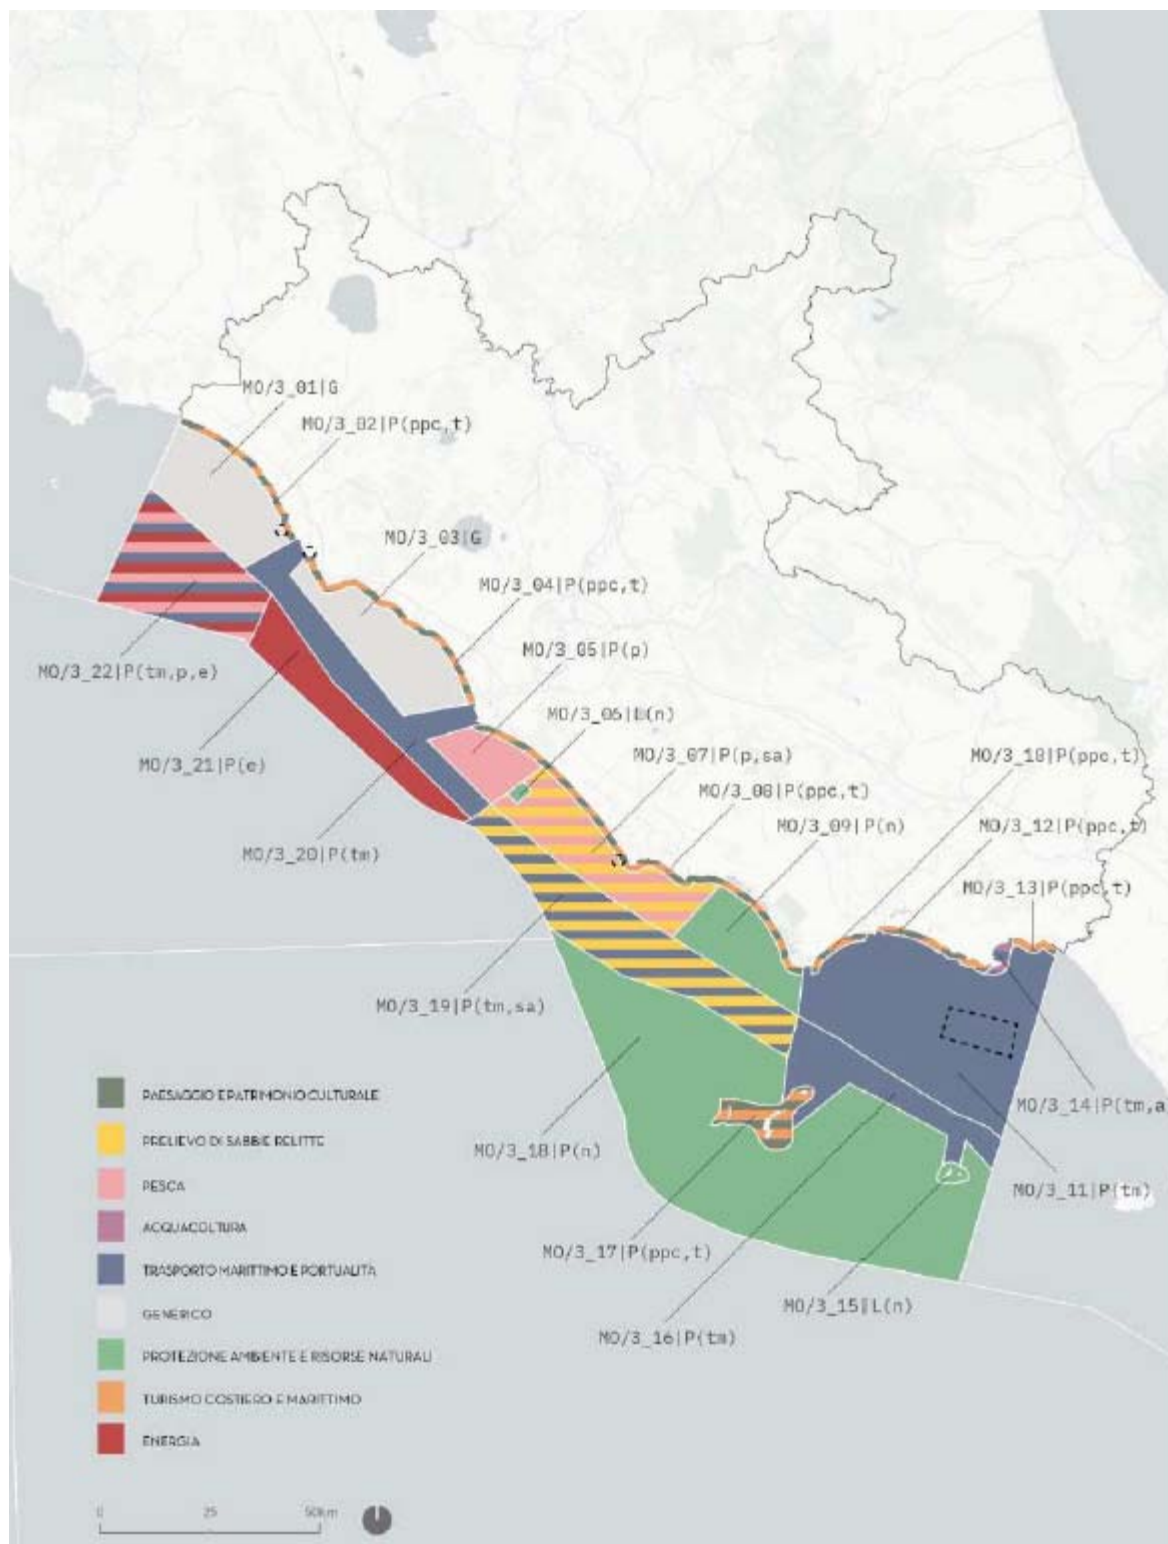 MO/3_01|G
MO/3_02|P(ppc,t)
MO/3_03|G
MO/3_04|P(ppc,t)
MO/3_05|P(p)
MO/3_07|P(p,sa)
MO/3_08|P(ppc,t)
MO/3_09|P(n)
MO/3_10|P(ppc,t)
MO/3_12|P(ppc,t)
MO/3_13|P(ppc,t)
MO/3_22|P(tm,p,e)
MO/3_21|P(e)
MO/3_20|P(tm)
MO/3_19|P(tm,sa)
MO/3_14|P(tm,a
MO/3_18|P(n)
MO/3_11|P(tm)
MO/3_17|P(ppc,t)
MO/3_15|L(n)
MO/3_16|P(tm)
PAESAGGIO E PATRIMONIO CULTURALE
PRELIEVO DI SABBIE RELITTE
PESCA
ACQUACOLTURA
TRASPORTO MARITTIMO E PORTUALITÀ
GENERICO
PROTEZIONE AMBIENTE E RISORSE NATURALI
TURISMO COSTIERO E MARITTIMO
ENERGIA
0 25 50km